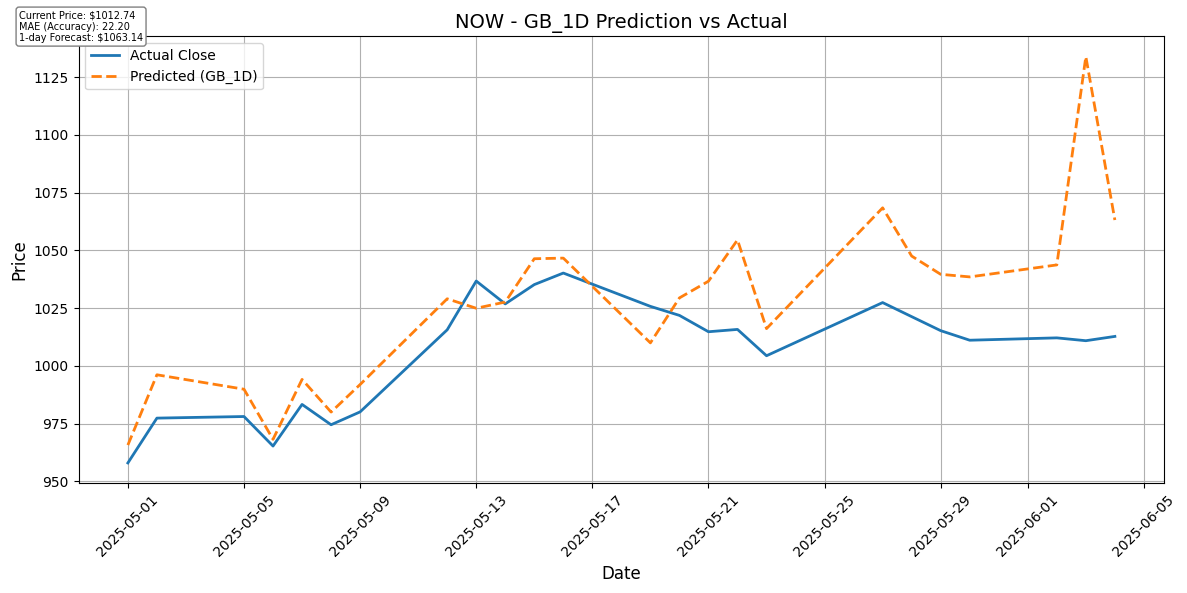 NOW - GB_1D Prediction vs Actual
Current Price: $1012.74
MAE (Accuracy): 22.20
1-day Forecast: $1063.14
Actual Close
Predicted (GB_1D)
Price
1125
1100
1075
1050
1025
1000
975
950
2025-05-01
2025-05-05
2025-05-09
2025-05-13
2025-05-17
2025-05-21
2025-05-25
2025-05-29
2025-06-01
2025-06-05
Date